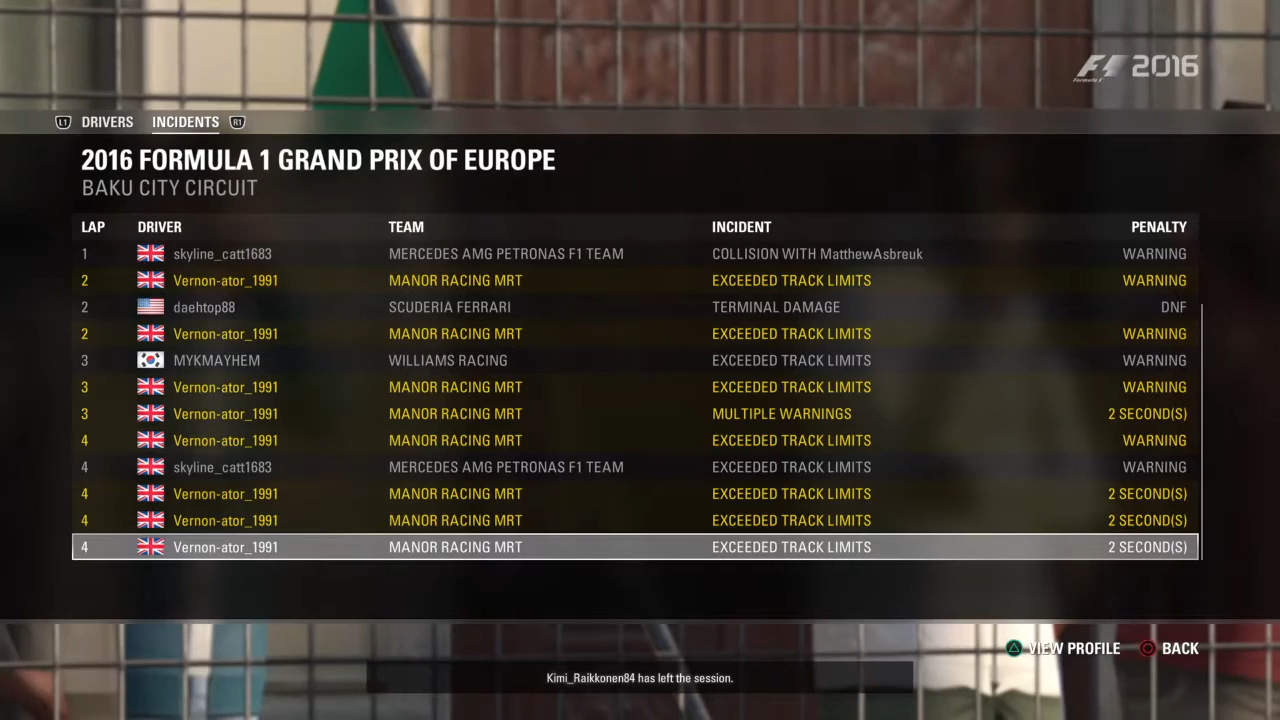 F1 2016
Formula 1
L1 DRIVERS INCIDENTS R1
2016 FORMULA 1 GRAND PRIX OF EUROPE
BAKU CITY CIRCUIT
LAP DRIVER TEAM INCIDENT PENALTY
1 skyline_catt1683 MERCEDES AMG PETRONAS F1 TEAM COLLISION WITH MatthewAsbreuk WARNING
2 Vernon-ator_1991 MANOR RACING MRT EXCEEDED TRACK LIMITS WARNING
2 daehtop88 SCUDERIA FERRARI TERMINAL DAMAGE DNF
2 Vernon-ator_1991 MANOR RACING MRT EXCEEDED TRACK LIMITS WARNING
3 MYKMAYHEM WILLIAMS RACING EXCEEDED TRACK LIMITS WARNING
3 Vernon-ator_1991 MANOR RACING MRT EXCEEDED TRACK LIMITS WARNING
3 Vernon-ator_1991 MANOR RACING MRT MULTIPLE WARNINGS 2 SECOND(S)
4 Vernon-ator_1991 MANOR RACING MRT EXCEEDED TRACK LIMITS WARNING
4 skyline_catt1683 MERCEDES AMG PETRONAS F1 TEAM EXCEEDED TRACK LIMITS WARNING
4 Vernon-ator_1991 MANOR RACING MRT EXCEEDED TRACK LIMITS 2 SECOND(S)
4 Vernon-ator_1991 MANOR RACING MRT EXCEEDED TRACK LIMITS 2 SECOND(S)
4 Vernon-ator_1991 MANOR RACING MRT EXCEEDED TRACK LIMITS 2 SECOND(S)
VIEW PROFILE BACK
Kimi_Raikkonen84 has left the session.